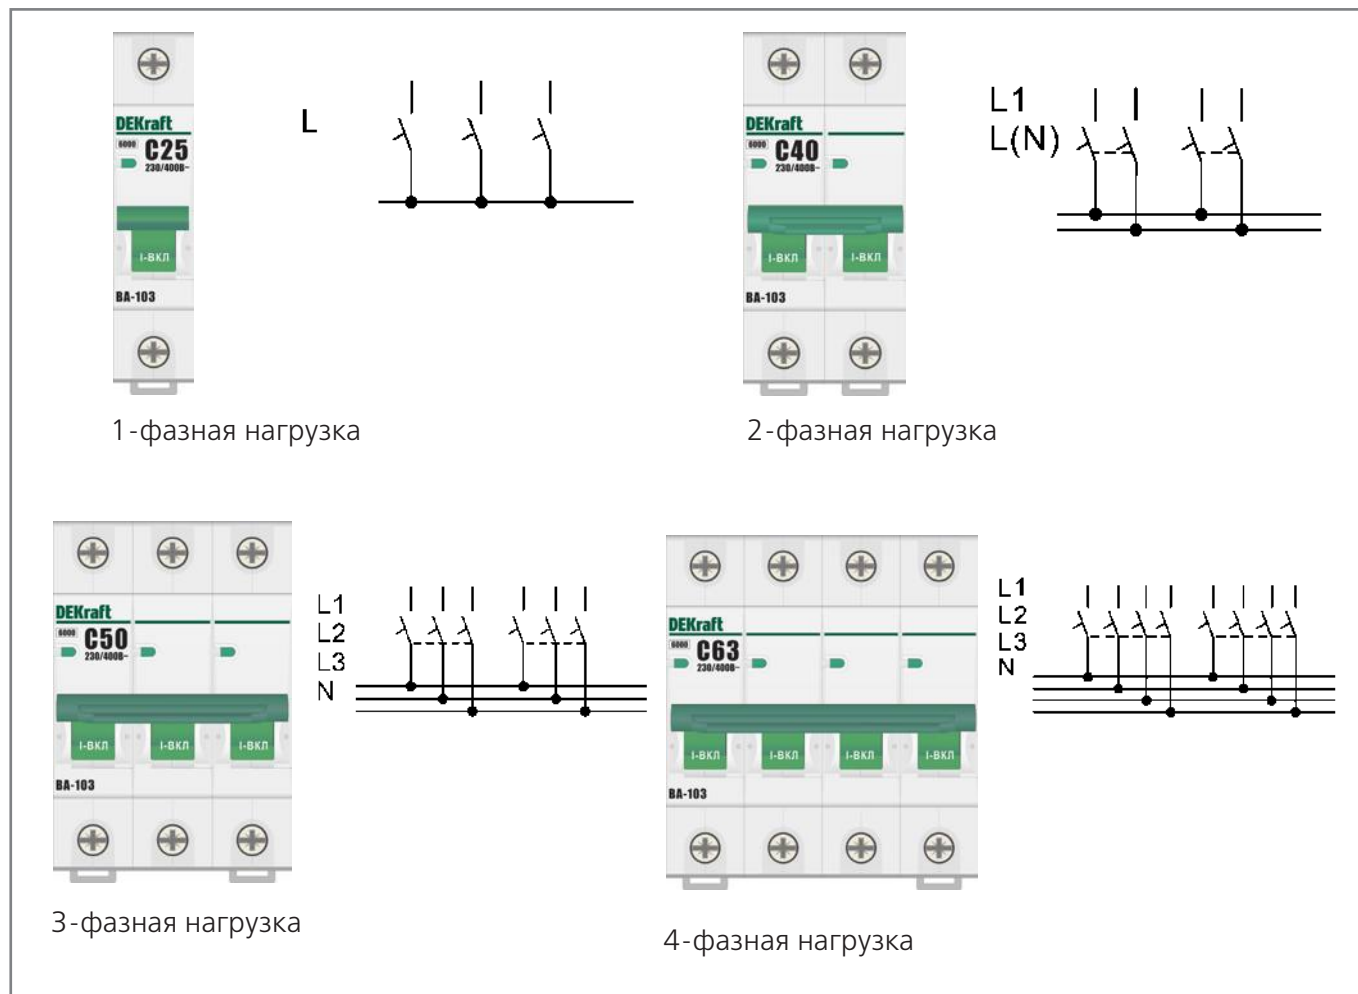 DEKraft
6000
C25
230/400В~
I-ВКЛ
ВА-103
L
1-фазная нагрузка
DEKraft
6000
C40
230/400В~
I-ВКЛ I-ВКЛ
ВА-103
L1
L(N)
2-фазная нагрузка
DEKraft
6000
C50
230/400В~
I-ВКЛ I-ВКЛ I-ВКЛ
ВА-103
L1
L2
L3
N
3-фазная нагрузка
DEKraft
6000
C63
230/400В~
I-ВКЛ I-ВКЛ I-ВКЛ I-ВКЛ
ВА-103
L1
L2
L3
N
4-фазная нагрузка